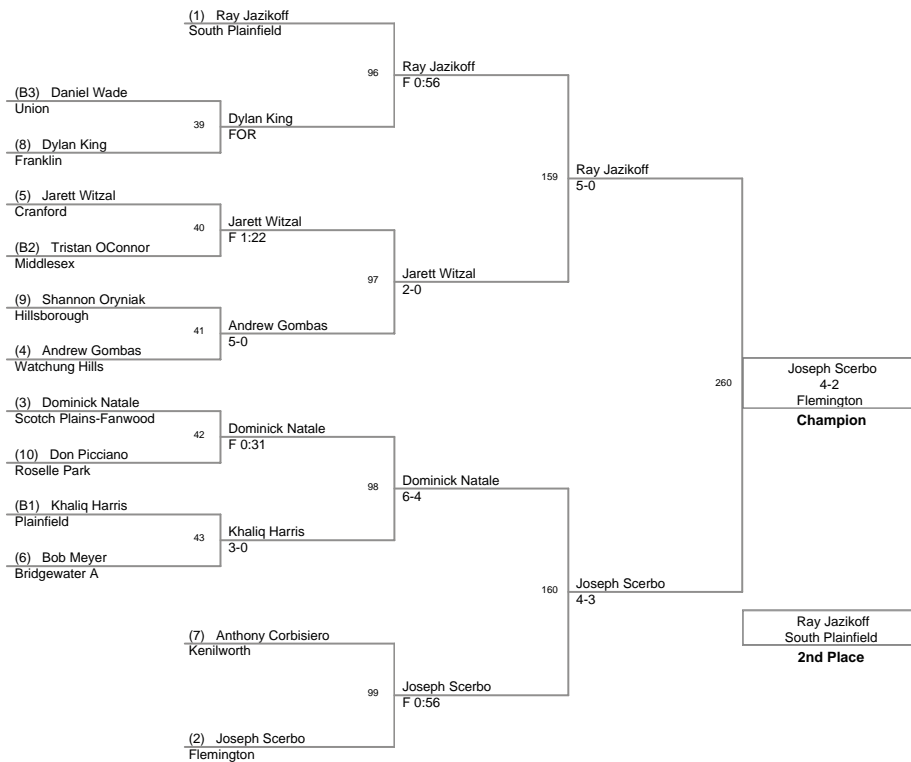 (1) Ray Jazikoff
South Plainfield
96
Ray Jazikoff
F 0:56
(B3) Daniel Wade
Union
39
Dylan King
FOR
(8) Dylan King
Franklin
159
Ray Jazikoff
5-0
(5) Jarett Witzal
Cranford
40
Jarett Witzal
F 1:22
(B2) Tristan OConnor
Middlesex
97
Jarett Witzal
2-0
(9) Shannon Oryniak
Hillsborough
41
Andrew Gombas
5-0
(4) Andrew Gombas
Watchung Hills
260
Joseph Scerbo
4-2
Flemington
Champion
(3) Dominick Natale
Scotch Plains-Fanwood
42
Dominick Natale
F 0:31
(10) Don Picciano
Roselle Park
98
Dominick Natale
6-4
(B1) Khaliq Harris
Plainfield
43
Khaliq Harris
3-0
(6) Bob Meyer
Bridgewater A
160
Joseph Scerbo
4-3
Ray Jazikoff
South Plainfield
2nd Place
(7) Anthony Corbisiero
Kenilworth
99
Joseph Scerbo
F 0:56
(2) Joseph Scerbo
Flemington